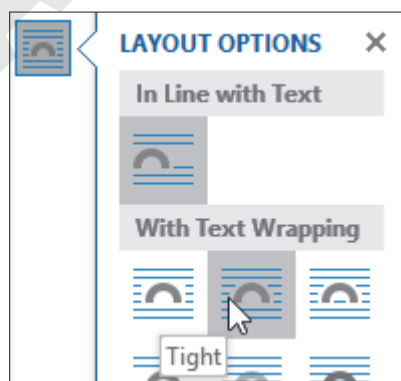 LAYOUT OPTIONS
In Line with Text
With Text Wrapping
Tight